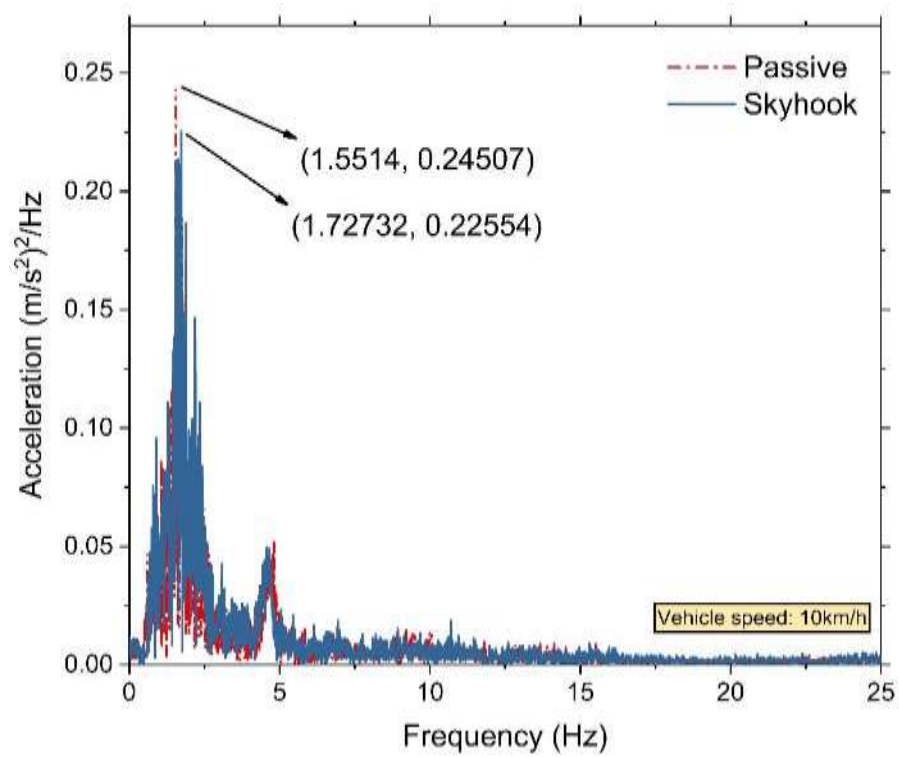 Passive
Skyhook
(1.5514, 0.24507)
(1.72732, 0.22554)
Vehicle speed: 10km/h
Acceleration (m/s²)²/Hz
0.25
0.20
0.15
0.10
0.05
0.00
0 5 10 15 20 25
Frequency (Hz)